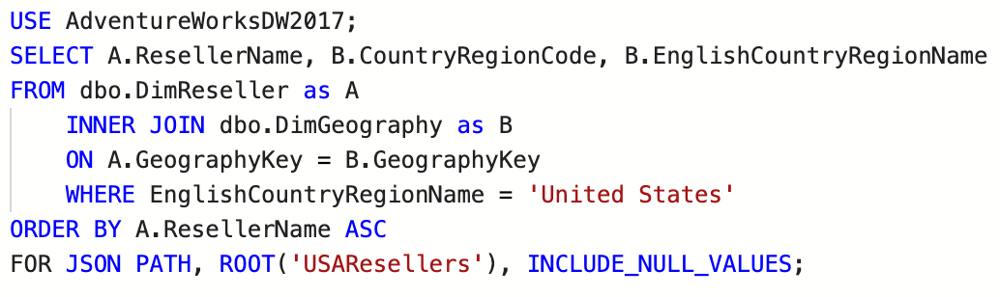 USE AdventureWorksDW2017;
SELECT A.ResellerName, B.CountryRegionCode, B.EnglishCountryRegionName
FROM dbo.DimReseller as A
    INNER JOIN dbo.DimGeography as B
    ON A.GeographyKey = B.GeographyKey
    WHERE EnglishCountryRegionName = 'United States'
ORDER BY A.ResellerName ASC
FOR JSON PATH, ROOT('USAResellers'), INCLUDE_NULL_VALUES;